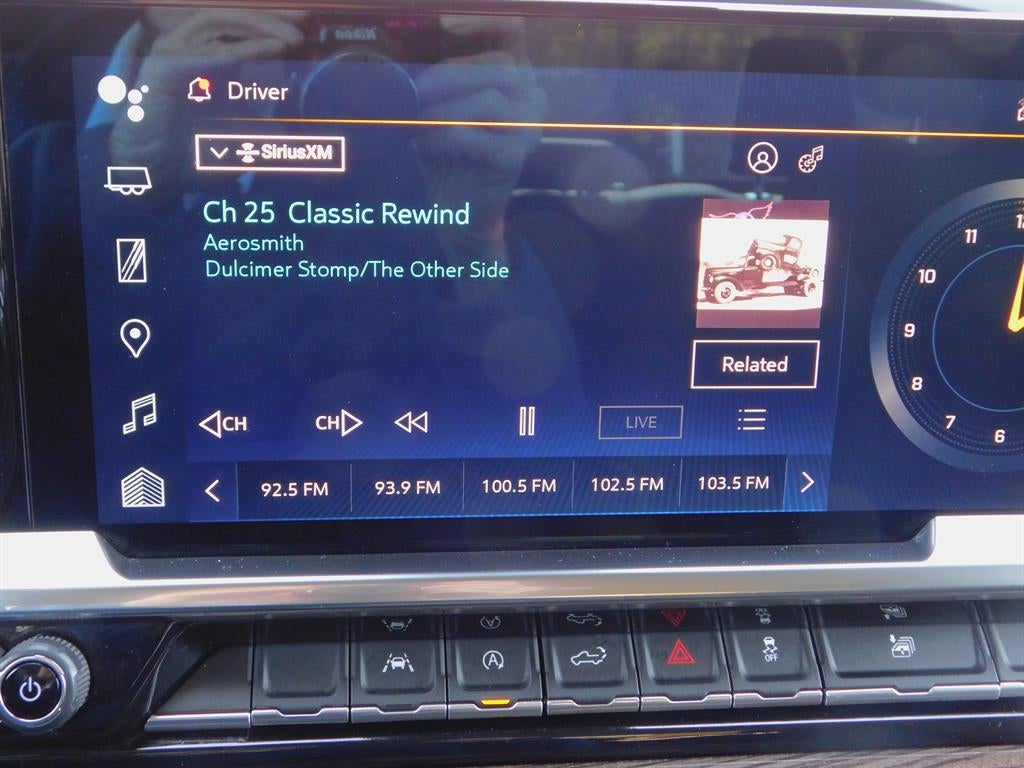 Nikon
Driver
SiriusXM
Ch 25 Classic Rewind
Aerosmith
Dulcimer Stomp/The Other Side
Related
CH CH LIVE
92.5 FM 93.9 FM 100.5 FM 102.5 FM 103.5 FM
11
10
9
8
7
6
A
OFF